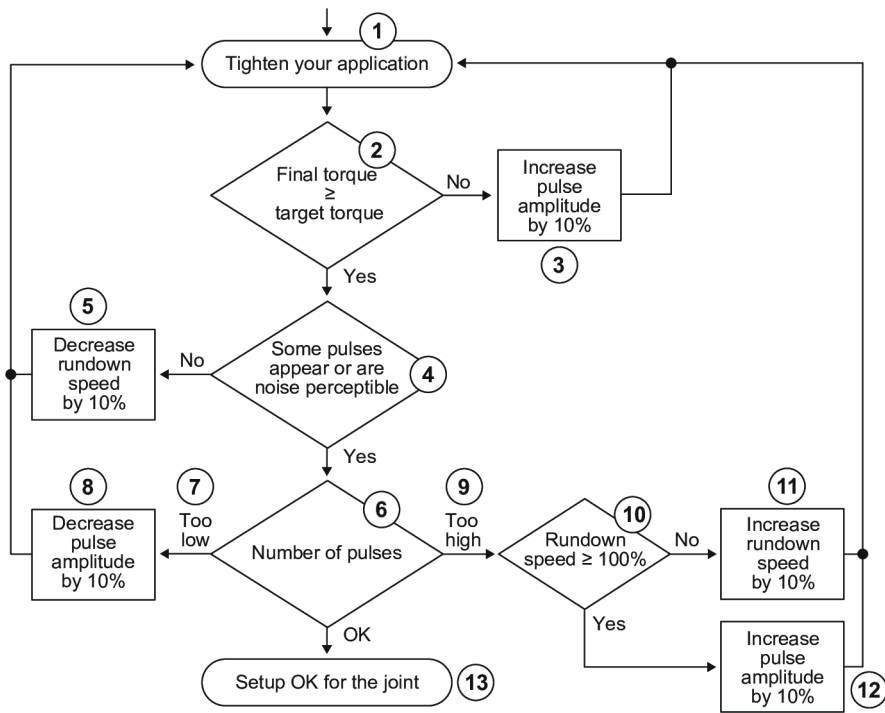 1
Tighten your application
2
Final torque
≥
target torque
No
Increase
pulse
amplitude
by 10%
3
Yes
5
Decrease
rundown
speed
by 10%
No
Some pulses
appear or are
noise perceptible
4
Yes
8
Decrease
pulse
amplitude
by 10%
7
Too
low
6
Number of pulses
9
Too
high
10
Rundown
speed ≥ 100%
No
11
Increase
rundown
speed
by 10%
Yes
Increase
pulse
amplitude
by 10%
12
OK
Setup OK for the joint
13